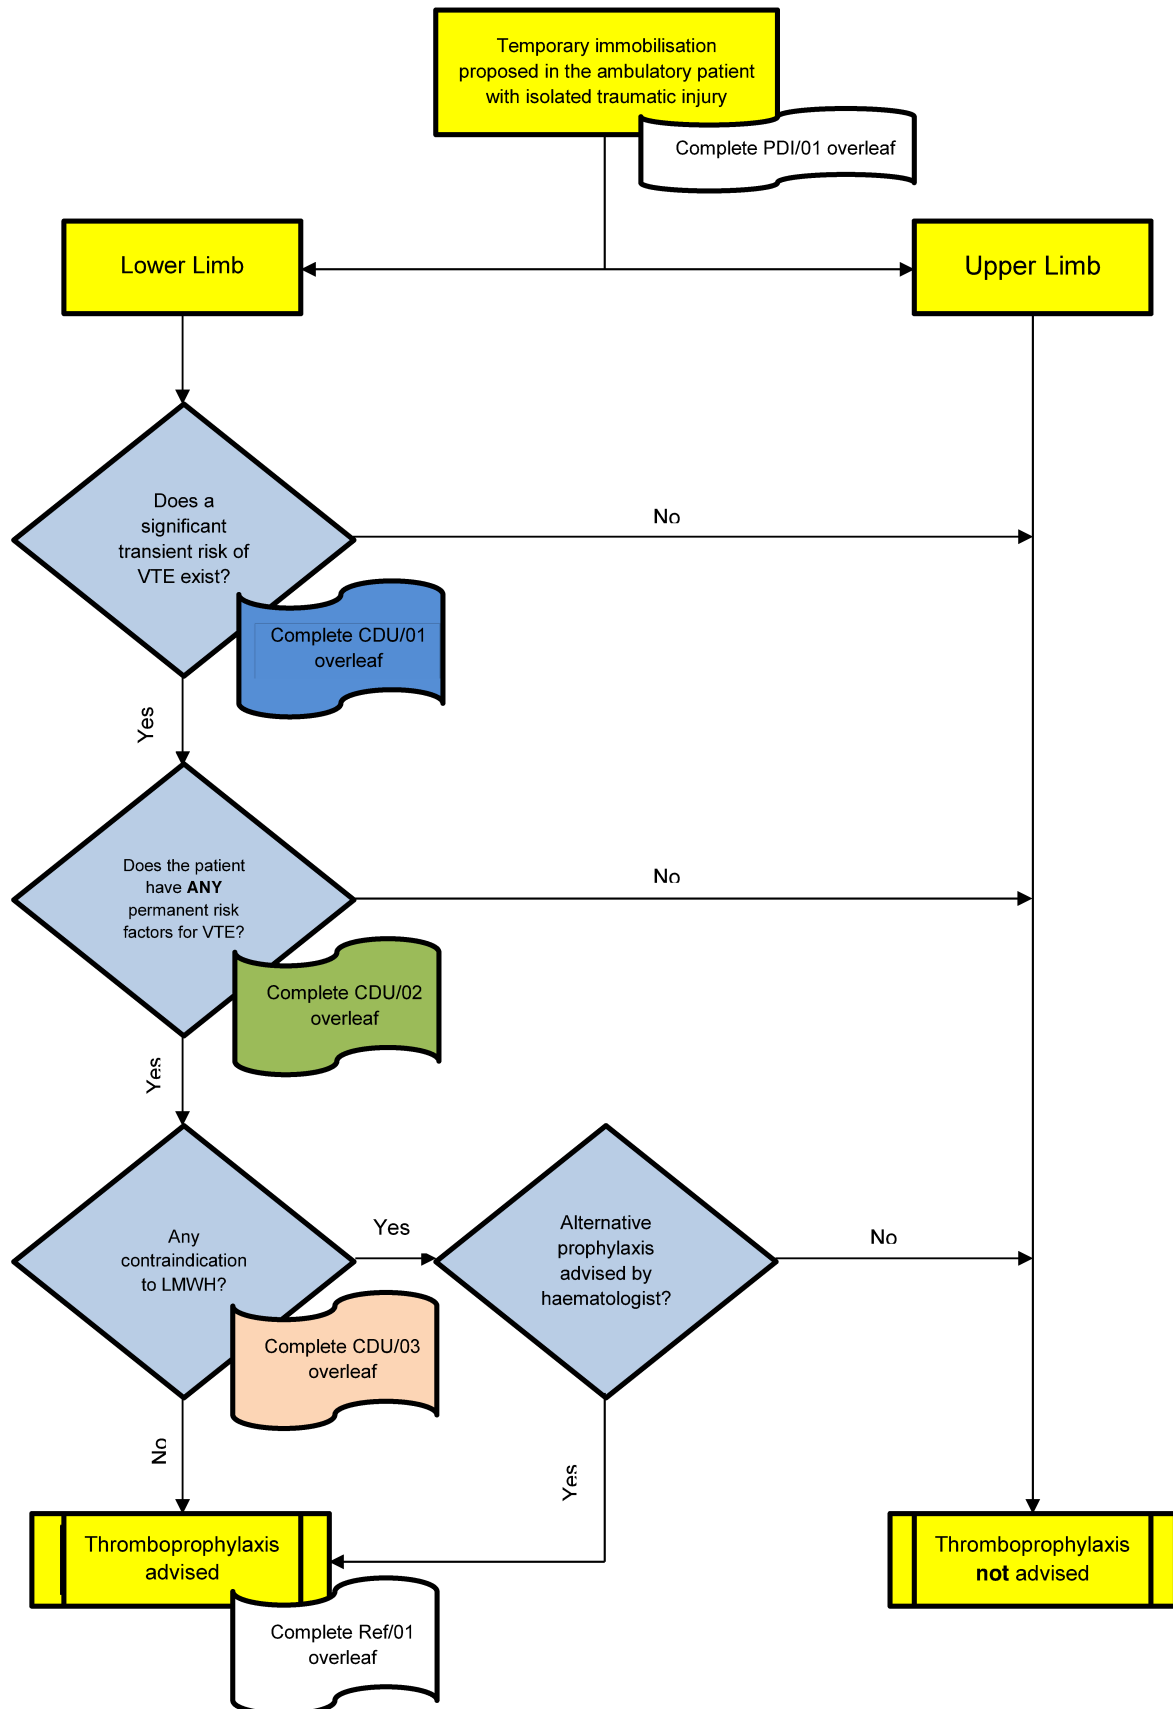 Temporary immobilisation
proposed in the ambulatory patient
with isolated traumatic injury
Complete PDI/01 overleaf
Lower Limb
Upper Limb
Does a
significant
transient risk of
VTE exist?
No
Complete CDU/01
overleaf
Yes
Does the patient
have ANY
permanent risk
factors for VTE?
No
Complete CDU/02
overleaf
Yes
Any
contraindication
to LMWH?
Yes
Alternative
prophylaxis
advised by
haematologist?
No
Complete CDU/03
overleaf
No
Yes
Thromboprophylaxis
advised
Thromboprophylaxis
not advised
Complete Ref/01
overleaf